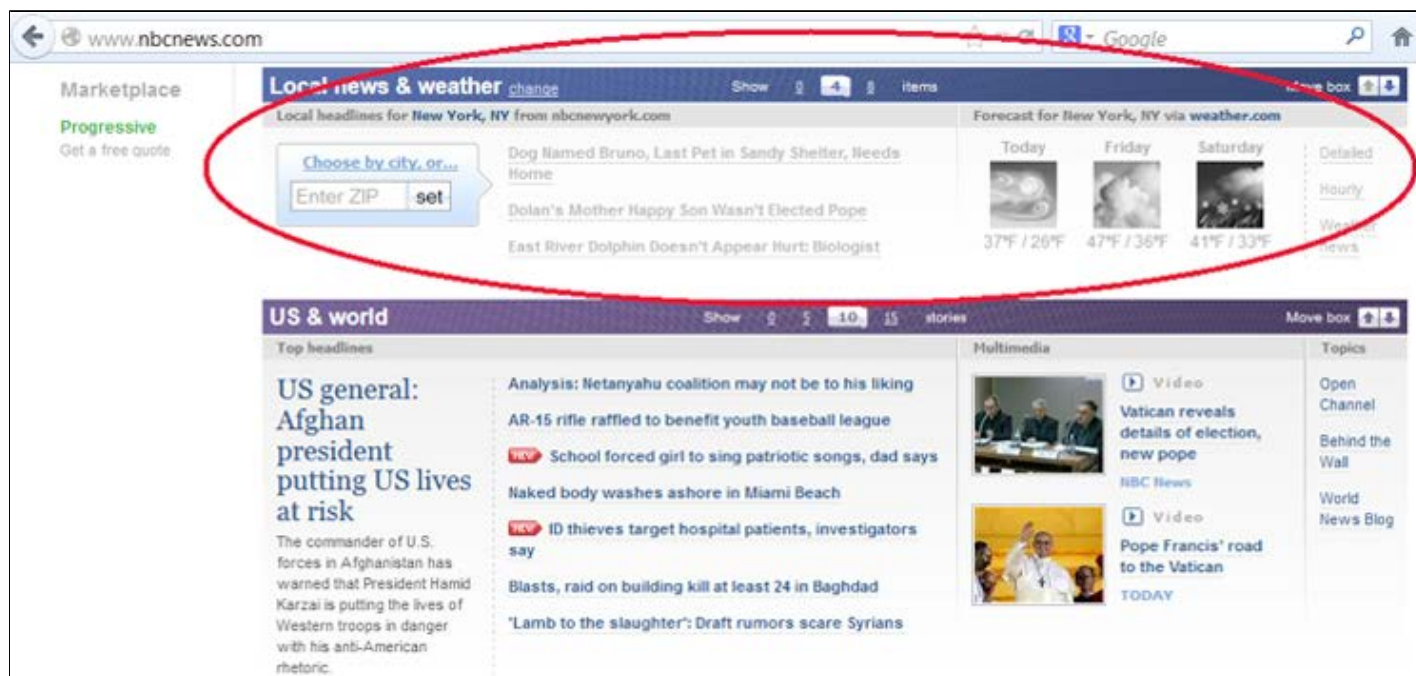 www.nbcnews.com
Google
Marketplace
Progressive
Get a free quote
Local news & weather change
Show 0 4 8 items
Move box
Local headlines for New York, NY from nbcnewyork.com
Forecast for New York, NY via weather.com
Choose by city, or...
Enter ZIP set
Dog Named Bruno, Last Pet in Sandy Shelter, Needs
Home
Dolan's Mother Happy Son Wasn't Elected Pope
East River Dolphin Doesn't Appear Hurt: Biologist
Today Friday Saturday
37°F / 26°F 47°F / 36°F 41°F / 33°F
Detailed
Hourly
Weather
news
US & world
Show 0 5 10 15 stories
Move box
Top headlines
US general:
Afghan
president
putting US lives
at risk
The commander of U.S.
forces in Afghanistan has
warned that President Hamid
Karzai is putting the lives of
Western troops in danger
with his anti-American
rhetoric.
Analysis: Netanyahu coalition may not be to his liking
AR-15 rifle raffled to benefit youth baseball league
NEW School forced girl to sing patriotic songs, dad says
Naked body washes ashore in Miami Beach
NEW ID thieves target hospital patients, investigators
say
Blasts, raid on building kill at least 24 in Baghdad
'Lamb to the slaughter': Draft rumors scare Syrians
Multimedia
Video
Vatican reveals
details of election,
new pope
NBC News
Video
Pope Francis' road
to the Vatican
TODAY
Topics
Open
Channel
Behind the
Wall
World
News Blog